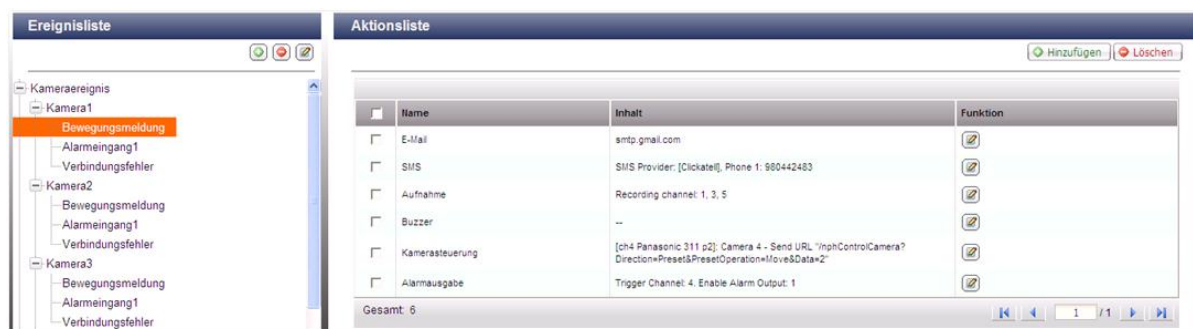 Ereignisliste
Kameraereignis
Kamera1
Bewegungsmeldung
Alarmeingang1
Verbindungsfehler
Kamera2
Bewegungsmeldung
Alarmeingang1
Verbindungsfehler
Kamera3
Bewegungsmeldung
Alarmeingang1
Verbindungsfehler
Aktionsliste
Hinzufügen Löschen
Name Inhalt Funktion
E-Mail smtp.gmail.com
SMS SMS Provider: [Clickatell], Phone 1: 980442483
Aufnahme Recording channel: 1, 3, 5
Buzzer --
Kamerasteuerung [ch4 Panasonic 311 p2]: Camera 4 - Send URL "/nphControlCamera?
Direction=Preset&PresetOperation=Move&Data=2"
Alarmausgabe Trigger Channel: 4. Enable Alarm Output: 1
Gesamt: 6 1 / 1